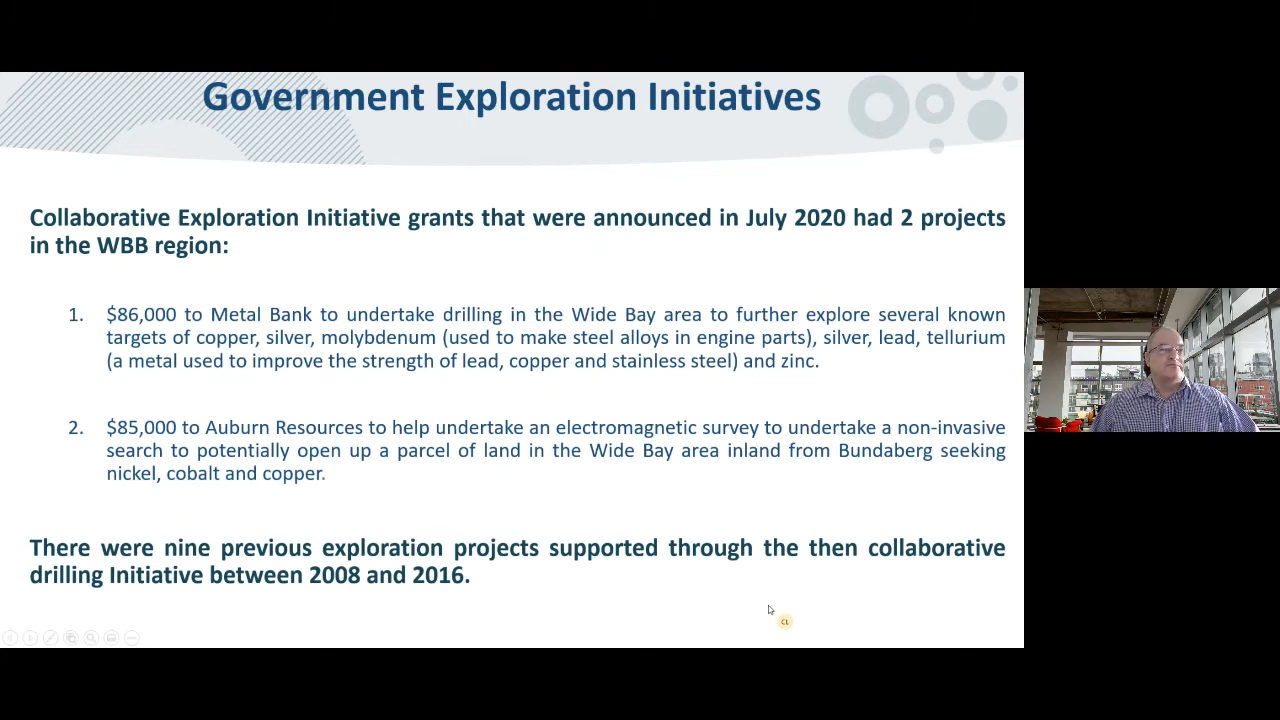 Government Exploration Initiatives
Collaborative Exploration Initiative grants that were announced in July 2020 had 2 projects
in the WBB region:
1. $86,000 to Metal Bank to undertake drilling in the Wide Bay area to further explore several known
targets of copper, silver, molybdenum (used to make steel alloys in engine parts), silver, lead, tellurium
(a metal used to improve the strength of lead, copper and stainless steel) and zinc.
2. $85,000 to Auburn Resources to help undertake an electromagnetic survey to undertake a non-invasive
search to potentially open up a parcel of land in the Wide Bay area inland from Bundaberg seeking
nickel, cobalt and copper.
There were nine previous exploration projects supported through the then collaborative
drilling Initiative between 2008 and 2016.
CL